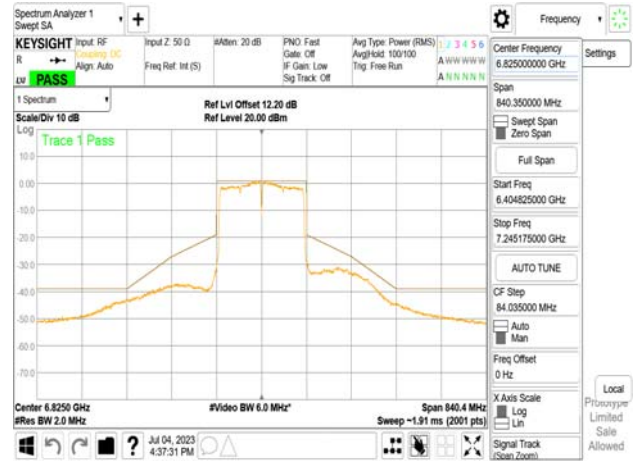 Spectrum Analyzer 1
Swept SA
+
Frequency
KEYSIGHT
R
LV
PASS
Input: RF
Coupling: DC
Align: Auto
Input Z: 50 Ω
Freq Ref: Int (S)
#Atten: 20 dB
PNO: Fast
Gate: Off
IF Gain: Low
Sig Track: Off
Avg Type: Power (RMS)
Avg|Hold: 100/100
Trig: Free Run
1 2 3 4 5 6
A W W W W W
A N N N N N
1 Spectrum
Scale/Div 10 dB
Ref Lvl Offset 12.20 dB
Ref Level 20.00 dBm
Log
Trace 1 Pass
10.0
0.00
-10.0
-20.0
-30.0
-40.0
-50.0
-60.0
-70.0
Center 6.8250 GHz
#Res BW 2.0 MHz
#Video BW 6.0 MHz*
Span 840.4 MHz
Sweep ~1.91 ms (2001 pts)
Jul 04, 2023
4:37:31 PM
?
Center Frequency
6.825000000 GHz
Settings
Span
840.350000 MHz
Swept Span
Zero Span
Full Span
Start Freq
6.404825000 GHz
Stop Freq
7.245175000 GHz
AUTO TUNE
CF Step
84.035000 MHz
Auto
Man
Freq Offset
0 Hz
X Axis Scale
Log
Lin
Signal Track
(Span Zoom)
Local
Prototype
Limited
Sale
Allowed